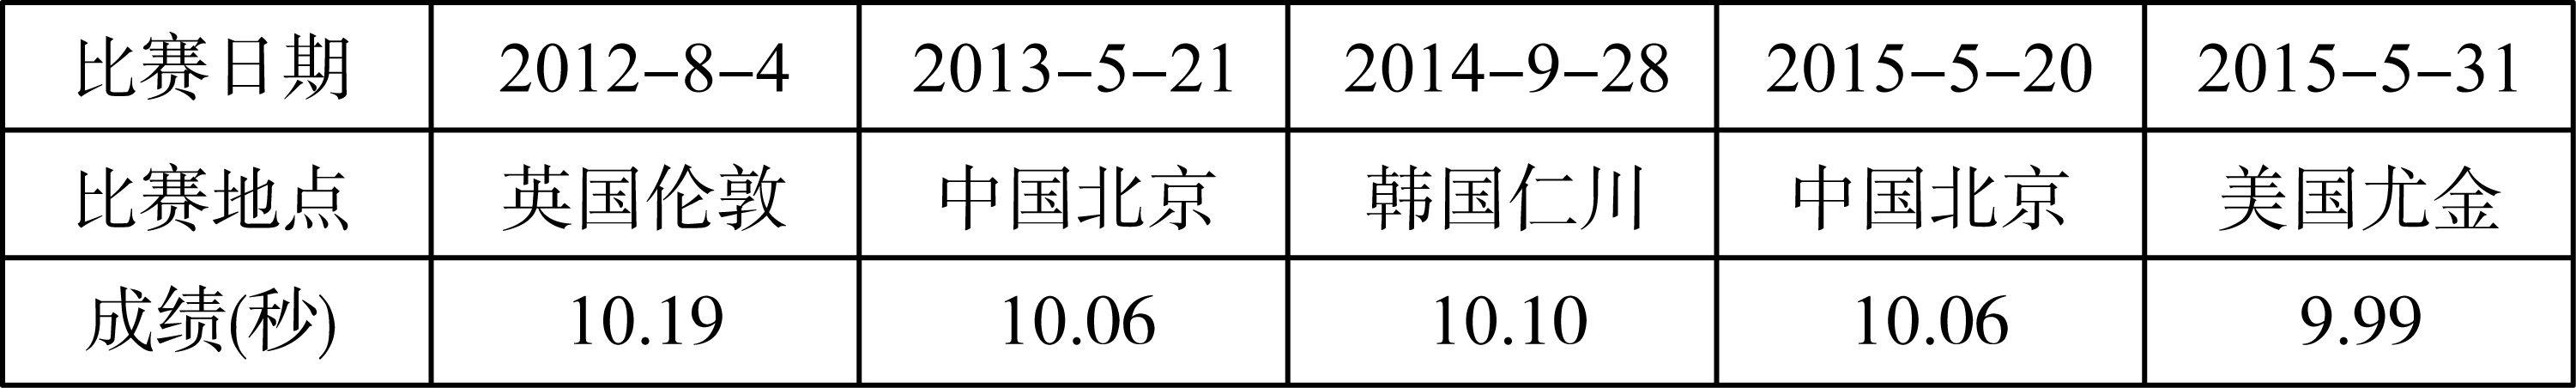 比赛日期 2012-8-4 2013-5-21 2014-9-28 2015-5-20 2015-5-31
比赛地点 英国伦敦 中国北京 韩国仁川 中国北京 美国尤金
成绩(秒) 10.19 10.06 10.10 10.06 9.99